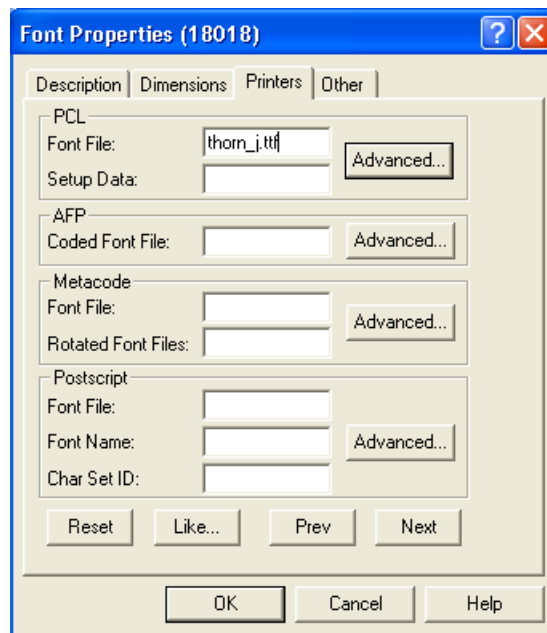 Font Properties (18018)
Description Dimensions Printers Other
PCL
Font File: thorn_j.ttf
Setup Data:
Advanced...
AFP
Coded Font File:
Advanced...
Metacode
Font File:
Rotated Font Files:
Advanced...
Postscript
Font File:
Font Name:
Char Set ID:
Advanced...
Reset Like... Prev Next
OK Cancel Help